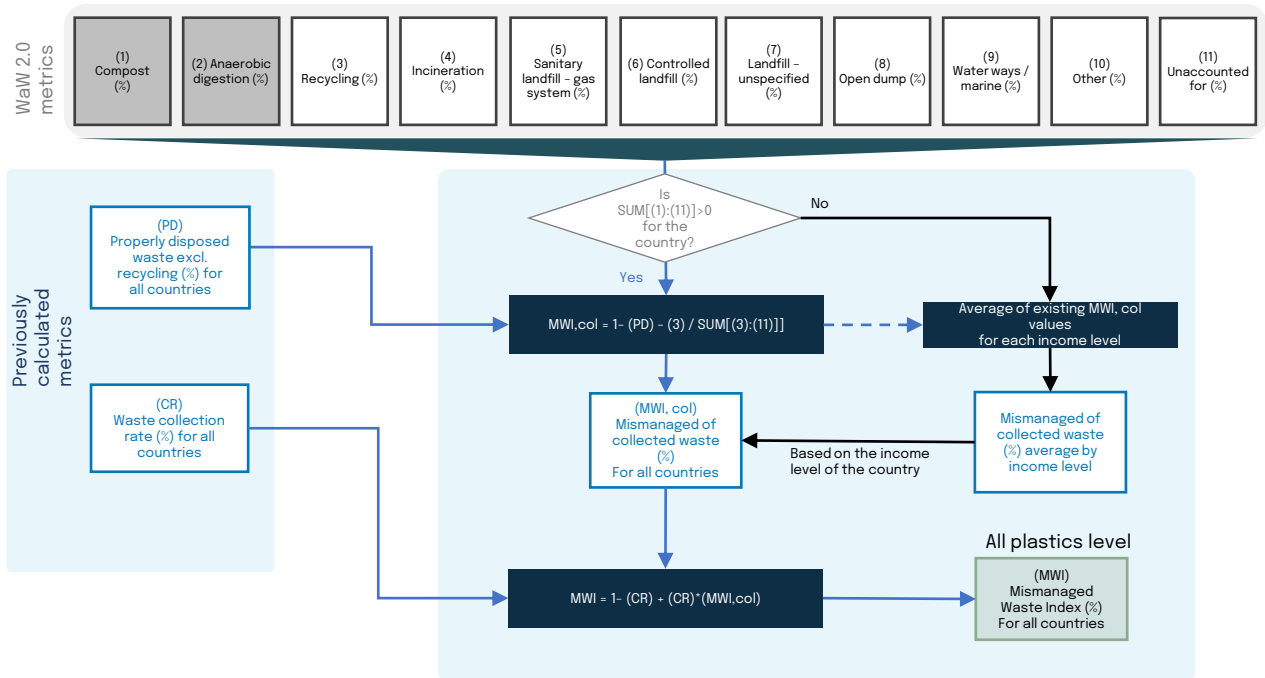 WaW 2.0
metrics
(1)
Compost
(%)
(2) Anaerobic
digestion (%)
(3)
Recycling (%)
(4)
Incineration
(%)
(5)
Sanitary
landfill – gas
system (%)
(6) Controlled
landfill (%)
(7)
Landfill –
unspecified
(%)
(8)
Open dump (%)
(9)
Water ways /
marine (%)
(10)
Other (%)
(11)
Unaccounted
for (%)
Previously
calculated
metrics
(PD)
Properly disposed
waste excl.
recycling (%) for
all countries
(CR)
Waste collection
rate (%) for all
countries
Is
SUM[(1):(11)]>0
for the
country?
No
Yes
MWI,col = 1- (PD) - (3) / SUM[(3):(11)]]
Average of existing MWI, col
values
for each income level
(MWI, col)
Mismanaged of
collected waste
(%)
For all countries
Based on the income
level of the country
Mismanaged of
collected waste
(%) average by
income level
MWI = 1- (CR) + (CR)*(MWI,col)
All plastics level
(MWI)
Mismanaged
Waste Index (%)
For all countries